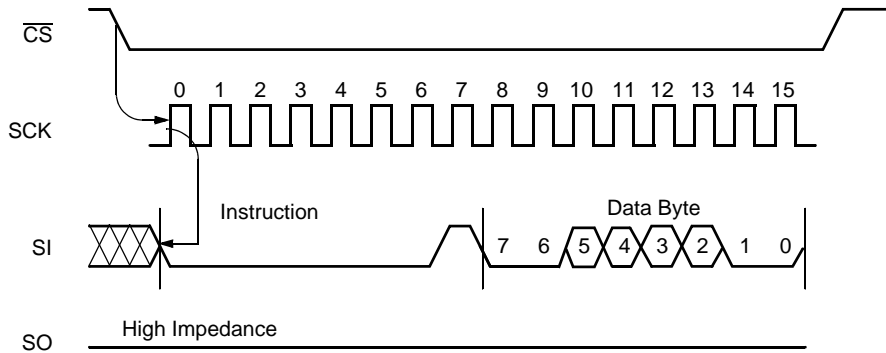 CS
0 1 2 3 4 5 6 7 8 9 10 11 12 13 14 15
SCK
Instruction
Data Byte
SI
7 6 5 4 3 2 1 0
High Impedance
SO